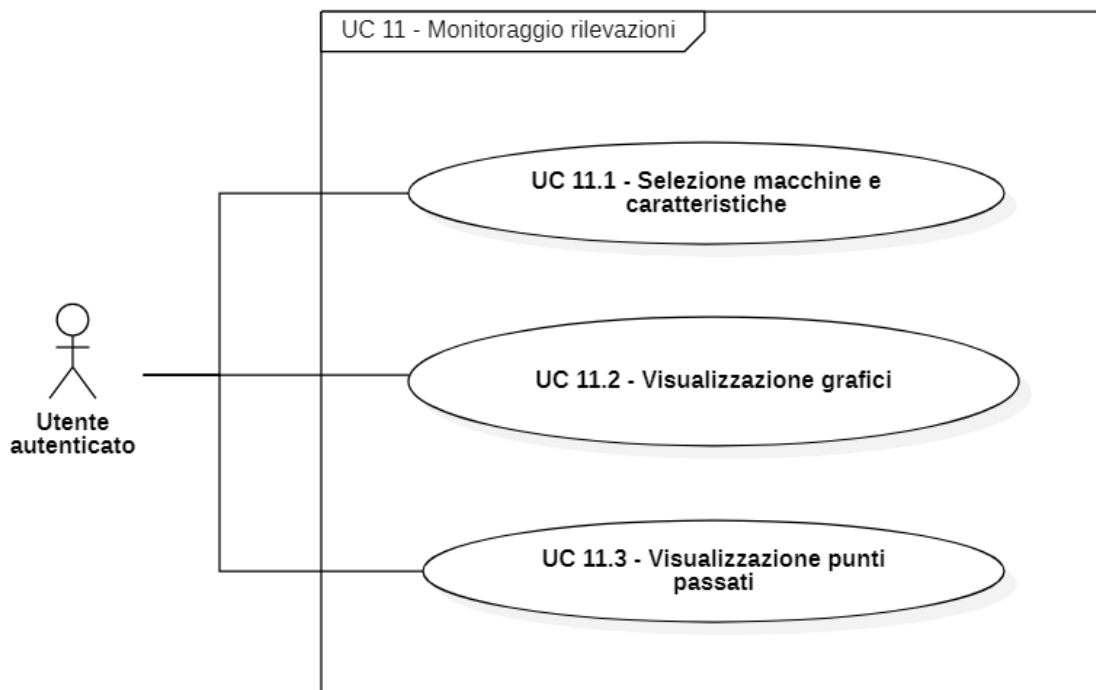 UC 11 - Monitoraggio rilevazioni
UC 11.1 - Selezione macchine e
caratteristiche
UC 11.2 - Visualizzazione grafici
Utente
autenticato
UC 11.3 - Visualizzazione punti
passati